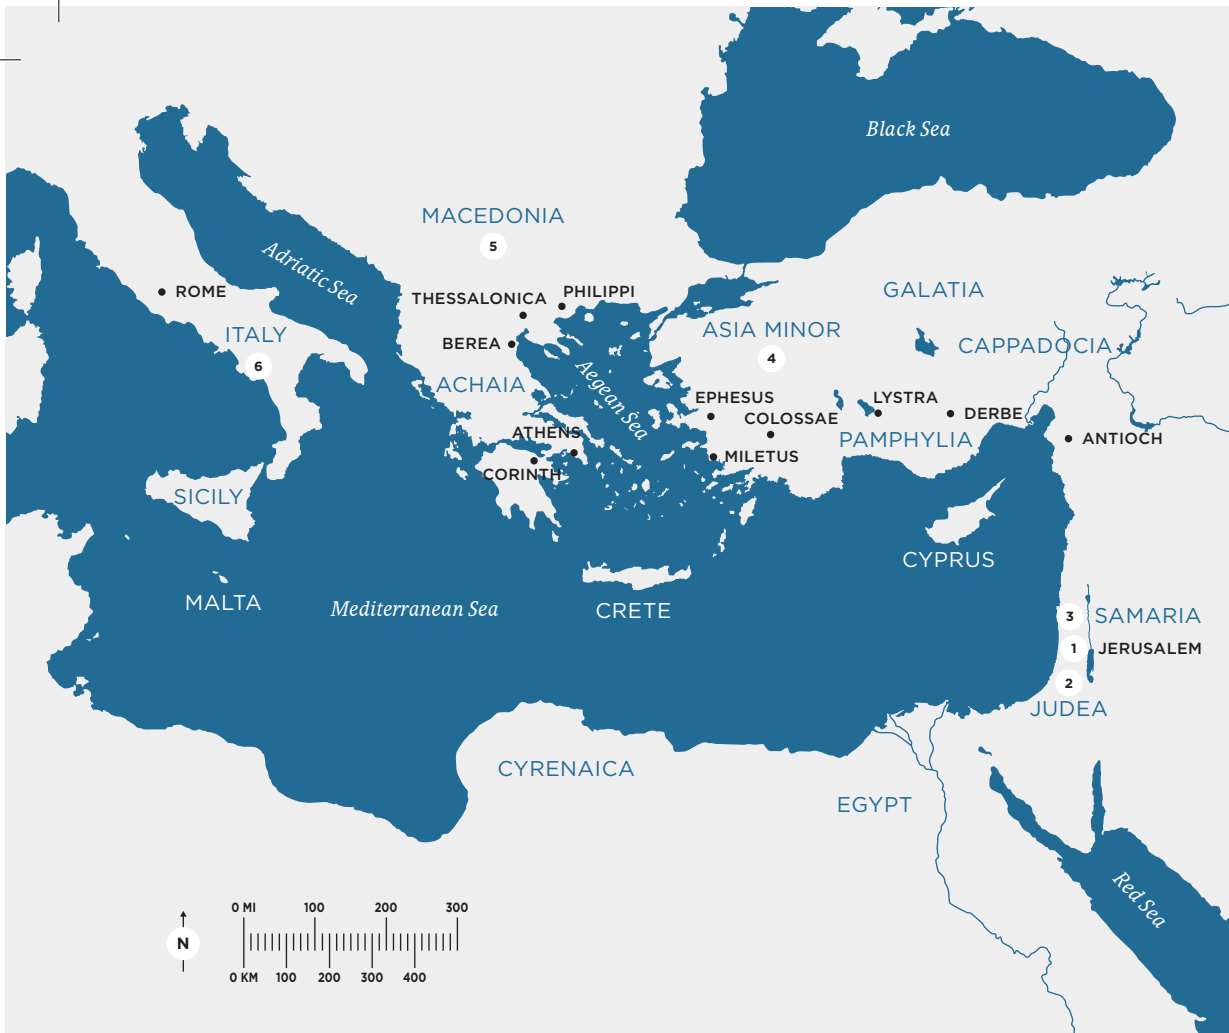 Black Sea
MACEDONIA
5
Adriatic Sea
ROME
THESSALONICA
PHILIPPI
GALATIA
ITALY
6
BEREA
ASIA MINOR
4
CAPPADOCIA
ACHAIA
Aegean Sea
EPHESUS
COLOSSAE
LYSTRA
DERBE
ATHENS
PAMPHYLIA
ANTIOCH
CORINTH
MILETUS
SICILY
CYPRUS
MALTA
Mediterranean Sea
CRETE
3
SAMARIA
1
JERUSALEM
2
JUDEA
CYRENAICA
EGYPT
Red Sea
N
0 MI 100 200 300
0 KM 100 200 300 400